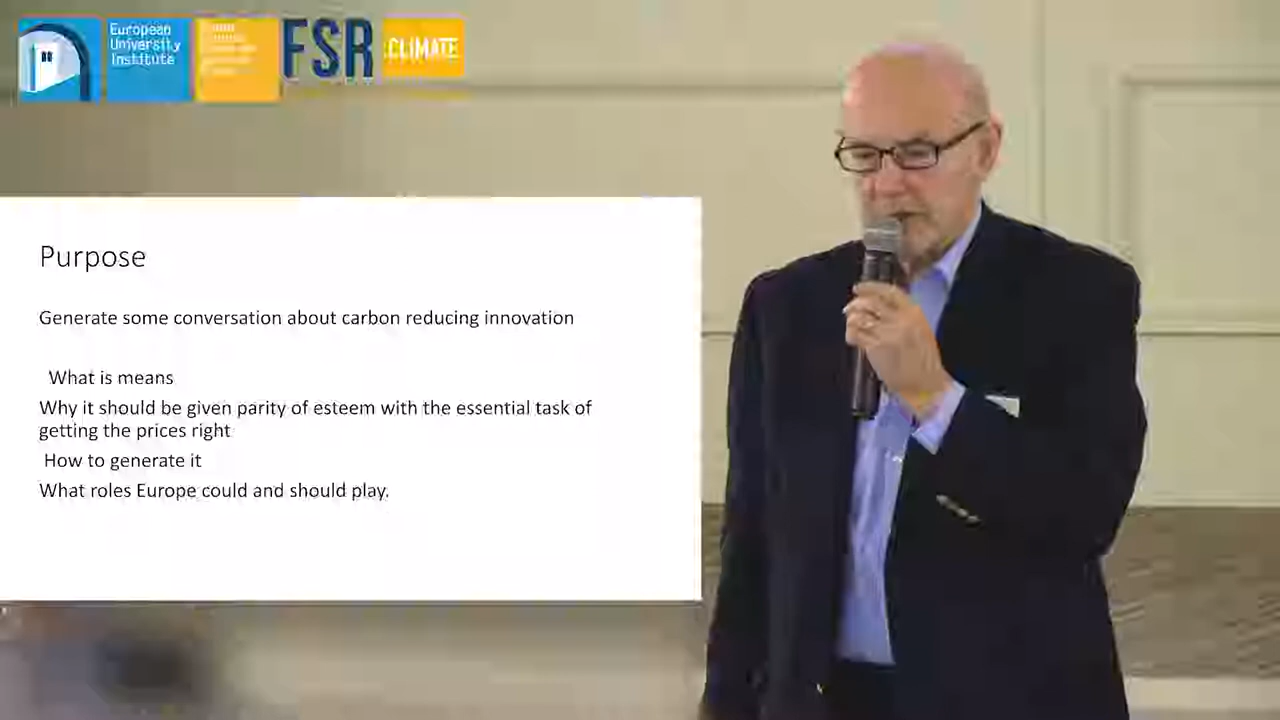 European
University
Institute
FSR
CLIMATE
Purpose
Generate some conversation about carbon reducing innovation
What is means
Why it should be given parity of esteem with the essential task of
getting the prices right
How to generate it
What roles Europe could and should play.